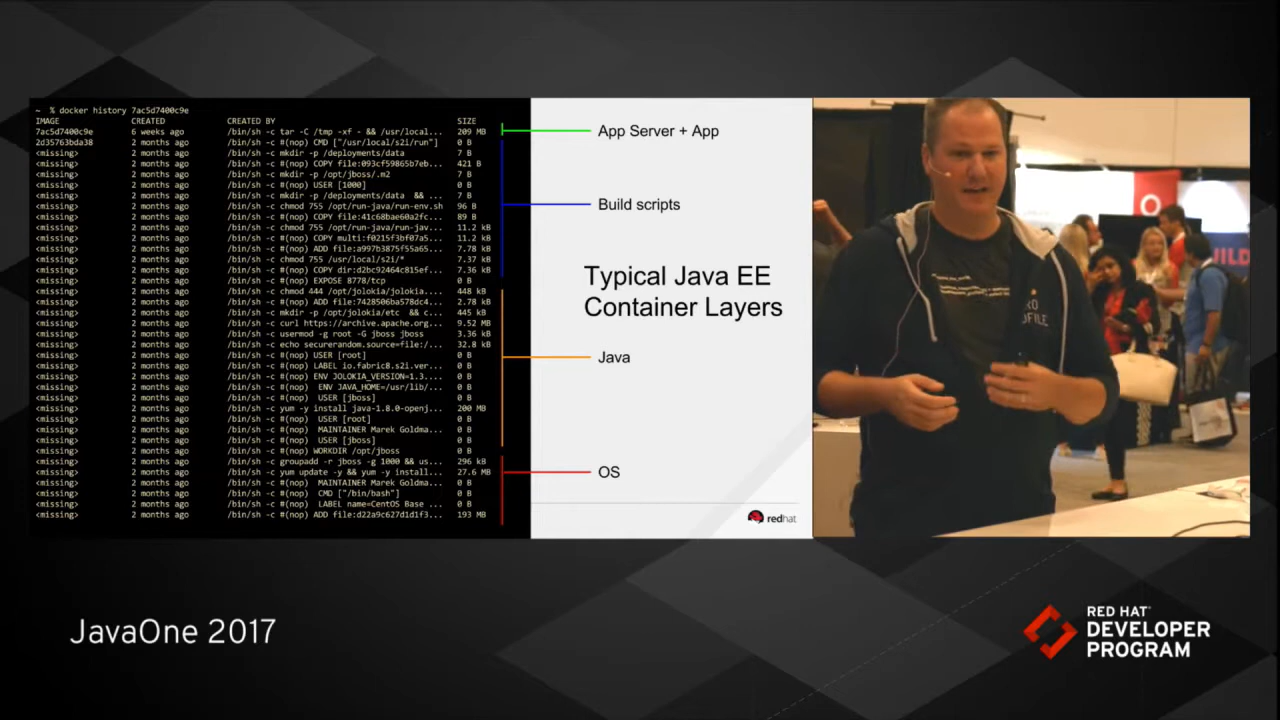 ~ % docker history 7ac5d7400c9e
IMAGE CREATED CREATED BY SIZE
7ac5d7400c9e 6 weeks ago /bin/sh -c tar -C /tmp -xf - && /usr/local... 209 MB
2d35763bda38 2 months ago /bin/sh -c #(nop) CMD ["/usr/local/s2i/run"] 0 B
<missing> 2 months ago /bin/sh -c mkdir -p /deployments/data 7 B
<missing> 2 months ago /bin/sh -c #(nop) COPY file:093cf59865b7eb... 421 B
<missing> 2 months ago /bin/sh -c mkdir -p /opt/jboss/.m2 7 B
<missing> 2 months ago /bin/sh -c #(nop) USER [1000] 0 B
<missing> 2 months ago /bin/sh -c mkdir -p /deployments/data && ... 7 B
<missing> 2 months ago /bin/sh -c chmod 755 /opt/run-java/run-env.sh 96 B
<missing> 2 months ago /bin/sh -c #(nop) COPY file:41c68bae60a2fc... 89 B
<missing> 2 months ago /bin/sh -c chmod 755 /opt/run-java/run-jav... 11.2 kB
<missing> 2 months ago /bin/sh -c #(nop) COPY multi:f0215f3bf07a5... 11.2 kB
<missing> 2 months ago /bin/sh -c #(nop) ADD file:a997b3875f55a65... 7.78 kB
<missing> 2 months ago /bin/sh -c chmod 755 /usr/local/s2i/* 7.37 kB
<missing> 2 months ago /bin/sh -c #(nop) COPY dir:d2bc92464c815ef... 7.36 kB
<missing> 2 months ago /bin/sh -c #(nop) EXPOSE 8778/tcp 0 B
<missing> 2 months ago /bin/sh -c chmod 444 /opt/jolokia/jolokia... 448 kB
<missing> 2 months ago /bin/sh -c #(nop) ADD file:7428506ba578dc4... 2.78 kB
<missing> 2 months ago /bin/sh -c mkdir -p /opt/jolokia/etc && c... 445 kB
<missing> 2 months ago /bin/sh -c curl https://archive.apache.org... 9.52 MB
<missing> 2 months ago /bin/sh -c usermod -g root -G jboss jboss 3.36 kB
<missing> 2 months ago /bin/sh -c echo securerandom.source=file:/... 32.8 kB
<missing> 2 months ago /bin/sh -c #(nop) USER [root] 0 B
<missing> 2 months ago /bin/sh -c #(nop) LABEL io.fabric8.s2i.ver... 0 B
<missing> 2 months ago /bin/sh -c #(nop) ENV JOLOKIA_VERSION=1.3.... 0 B
<missing> 2 months ago /bin/sh -c #(nop) ENV JAVA_HOME=/usr/lib/... 0 B
<missing> 2 months ago /bin/sh -c #(nop) USER [jboss] 0 B
<missing> 2 months ago /bin/sh -c yum -y install java-1.8.0-openj... 200 MB
<missing> 2 months ago /bin/sh -c #(nop) USER [root] 0 B
<missing> 2 months ago /bin/sh -c #(nop) MAINTAINER Marek Goldma... 0 B
<missing> 2 months ago /bin/sh -c #(nop) USER [jboss] 0 B
<missing> 2 months ago /bin/sh -c #(nop) WORKDIR /opt/jboss 0 B
<missing> 2 months ago /bin/sh -c groupadd -r jboss -g 1000 && us... 296 kB
<missing> 2 months ago /bin/sh -c yum update -y && yum -y install... 27.6 MB
<missing> 2 months ago /bin/sh -c #(nop) MAINTAINER Marek Goldma... 0 B
<missing> 2 months ago /bin/sh -c #(nop) CMD ["/bin/bash"] 0 B
<missing> 2 months ago /bin/sh -c #(nop) LABEL name=CentOS Base ... 0 B
<missing> 2 months ago /bin/sh -c #(nop) ADD file:d22a9c627d1d1f3... 193 MB
App Server + App
Build scripts
Typical Java EE
Container Layers
Java
OS
redhat
JavaOne 2017
RED HAT
DEVELOPER
PROGRAM